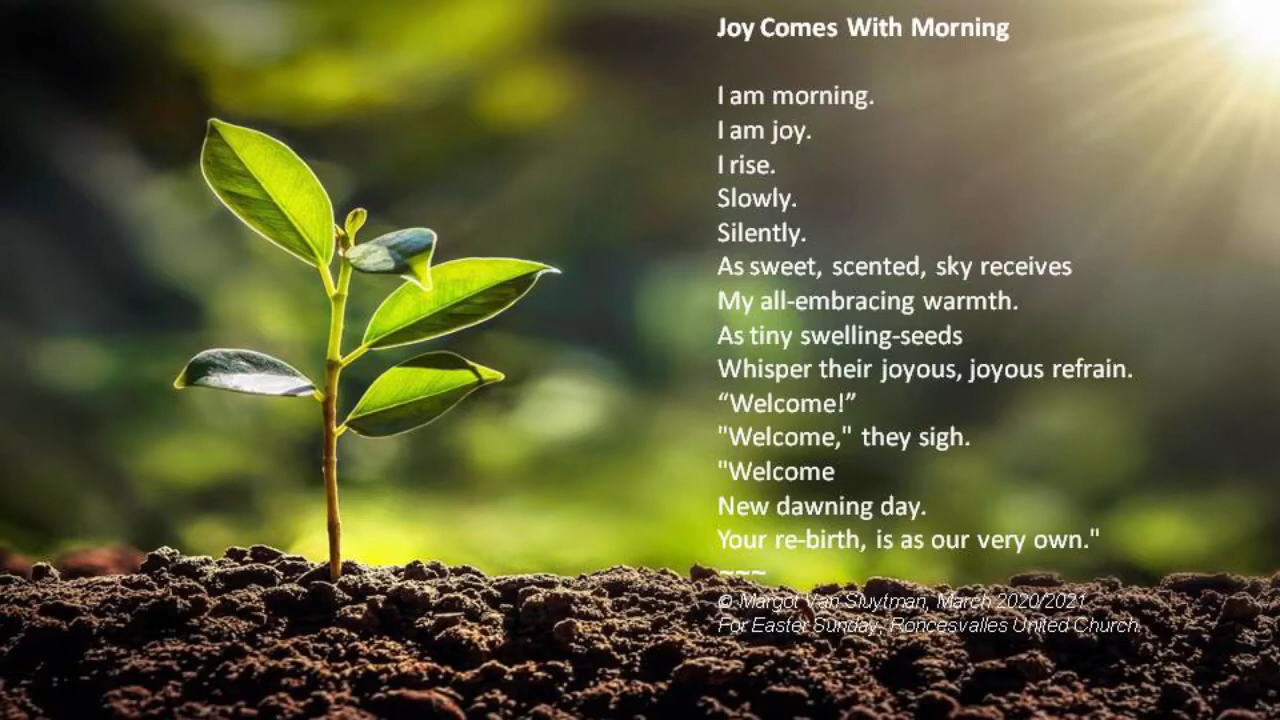 Joy Comes With Morning
I am morning.
I am joy.
I rise.
Slowly.
Silently.
As sweet, scented, sky receives
My all-embracing warmth.
As tiny swelling-seeds
Whisper their joyous, joyous refrain.
“Welcome!”
"Welcome," they sigh.
"Welcome
New dawning day.
Your re-birth, is as our very own."
~~~
© Margot Van Sluytman, March 2020/2021
For Easter Sunday, Roncesvalles United Church.